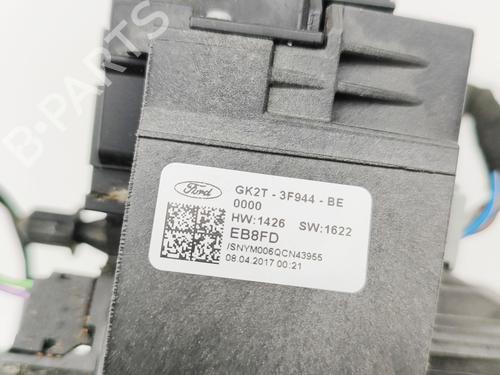 B-PARTS
Ford
GK2T - 3F944 - BE
0000
HW:1426 SW:1622
EB8FD
/SNYM006QCN43955
08.04.2017 00:21